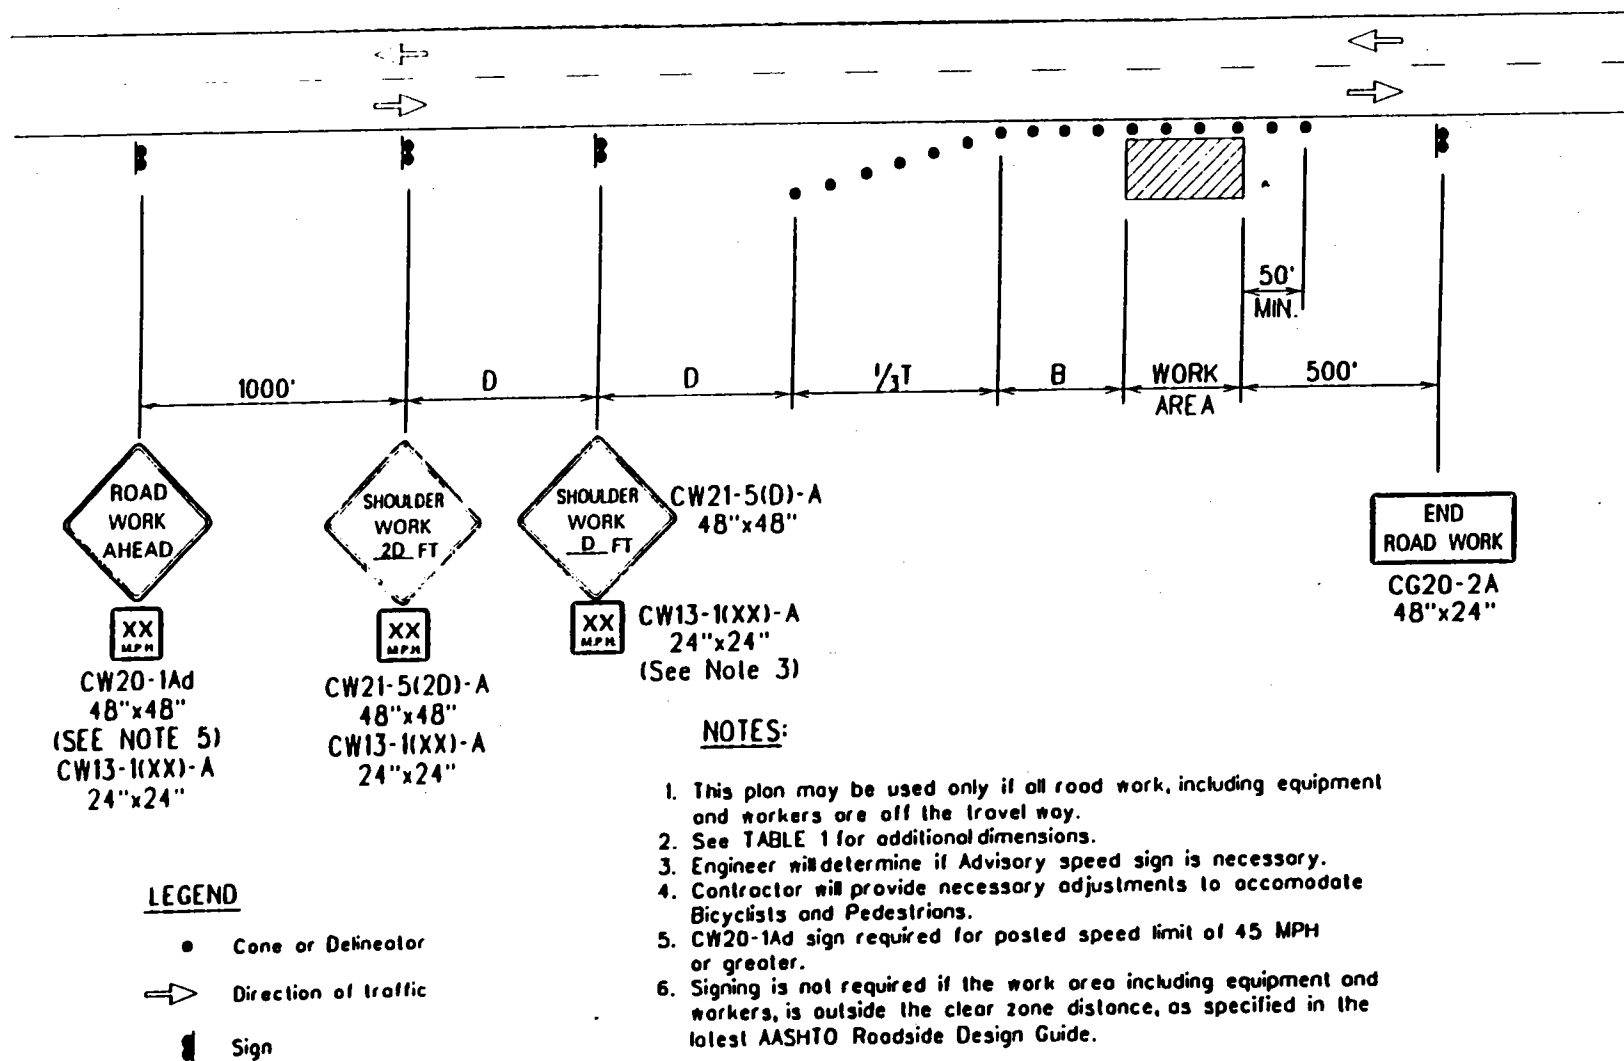 50'
MIN.
1000'
D
D
1/3T
B
WORK
AREA
500'
ROAD
WORK
AHEAD
XX
M.P.H.
CW20-1Ad
48"x48"
(SEE NOTE 5)
CW13-1(XX)-A
24"x24"
SHOULDER
WORK
2D FT
XX
M.P.H.
CW21-5(2D)-A
48"x48"
CW13-1(XX)-A
24"x24"
SHOULDER
WORK
D FT
CW21-5(D)-A
48"x48"
XX
M.P.H.
CW13-1(XX)-A
24"x24"
(See Note 3)
END
ROAD WORK
CG20-2A
48"x24"
NOTES:
1. This plan may be used only if all road work, including equipment
and workers are off the travel way.
2. See TABLE 1 for additional dimensions.
3. Engineer will determine if Advisory speed sign is necessary.
4. Contractor will provide necessary adjustments to accomodate
Bicyclists and Pedestrians.
5. CW20-1Ad sign required for posted speed limit of 45 MPH
or greater.
6. Signing is not required if the work area including equipment and
workers, is outside the clear zone distance, as specified in the
latest AASHTO Roadside Design Guide.
LEGEND
Cone or Delineator
Direction of traffic
Sign